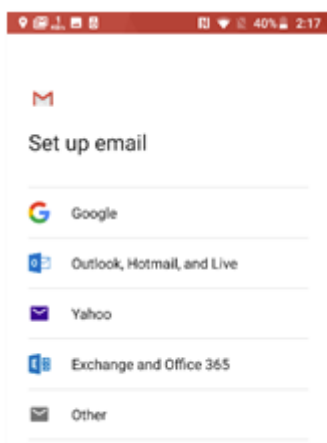 40% 2:17
Set up email
Google
Outlook, Hotmail, and Live
Yahoo
Exchange and Office 365
Other